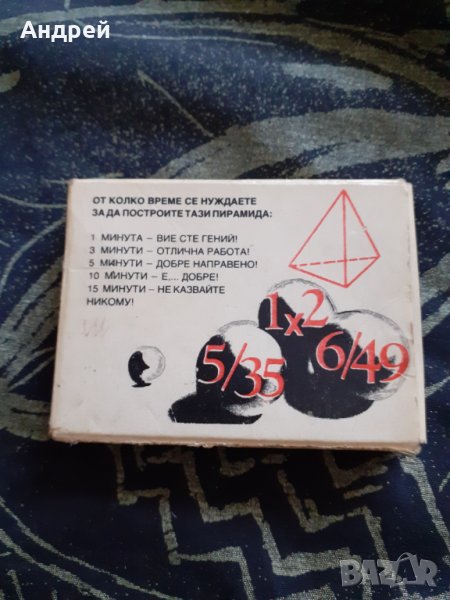 Андрей
ОТ КОЛКО ВРЕМЕ СЕ НУЖДАЕТЕ
ЗА ДА ПОСТРОИТЕ ТАЗИ ПИРАМИДА:
1 МИНУТА – ВИЕ СТЕ ГЕНИЙ!
3 МИНУТИ – ОТЛИЧНА РАБОТА!
5 МИНУТИ – ДОБРЕ НАПРАВЕНО!
10 МИНУТИ – Е,... ДОБРЕ!
15 МИНУТИ – НЕ КАЗВАЙТЕ
НИКОМУ!
1x2
5/35
6/49
BAZAR